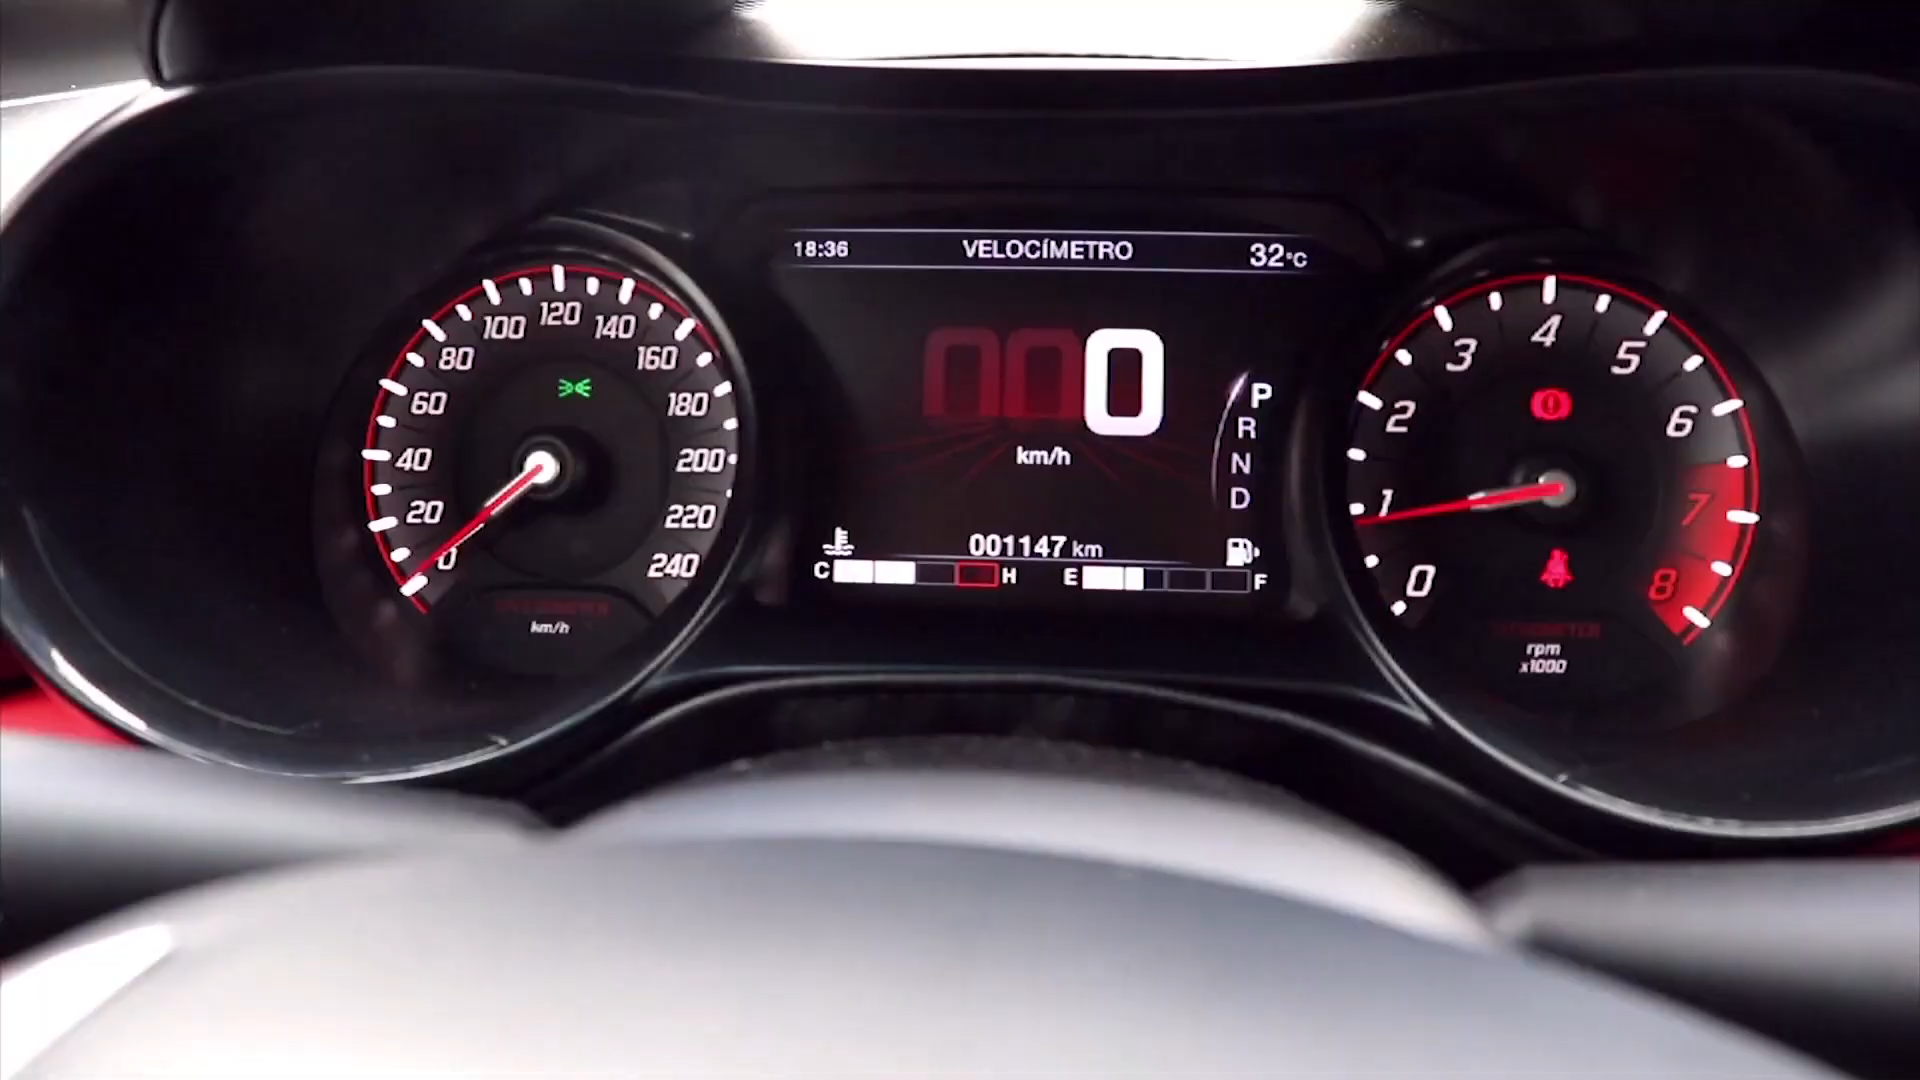 18:36 VELOCÍMETRO 32°C
0 20 40 60 80 100 120 140 160 180 200 220 240
km/h
000
km/h
P
R
N
D
001147 km
C H E F
0 1 2 3 4 5 6 7 8
rpm
x1000